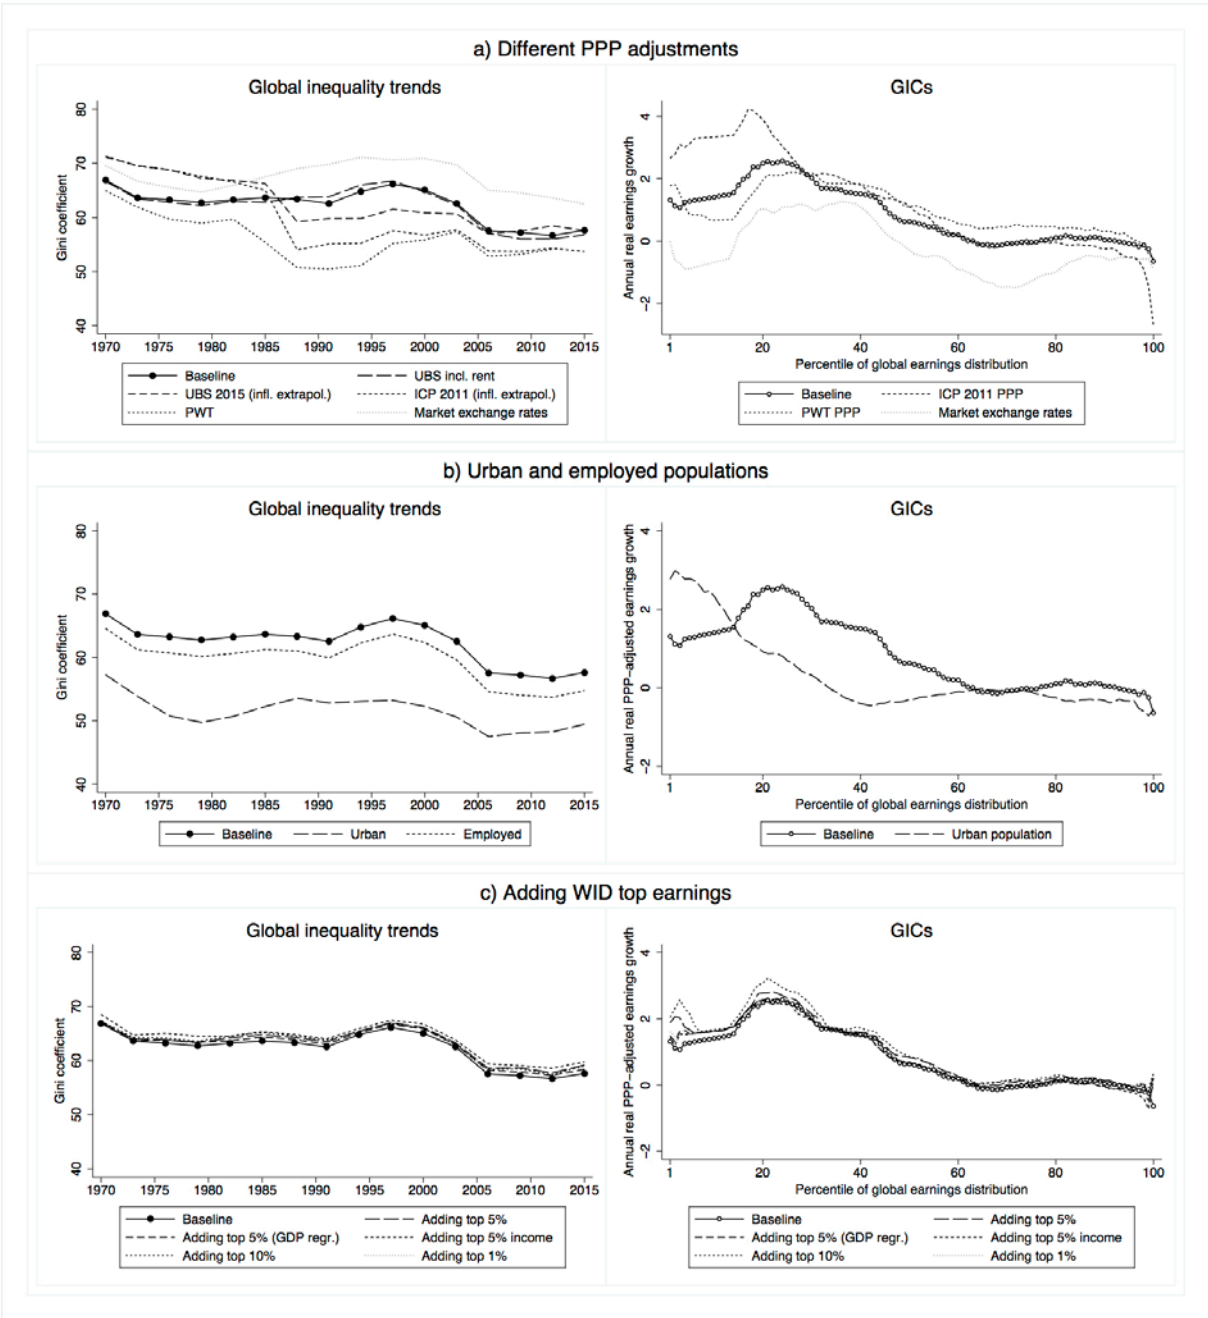 a) Different PPP adjustments
Global inequality trends
Gini coefficient
80
70
60
50
40
1970 1975 1980 1985 1990 1995 2000 2005 2010 2015
Baseline UBS incl. rent
UBS 2015 (infl. extrapol.) ICP 2011 (infl. extrapol.)
PWT Market exchange rates
GICs
Annual real earnings growth
4
2
0
−2
1 20 40 60 80 100
Percentile of global earnings distribution
Baseline ICP 2011 PPP
PWT PPP Market exchange rates
b) Urban and employed populations
Global inequality trends
Gini coefficient
80
70
60
50
40
1970 1975 1980 1985 1990 1995 2000 2005 2010 2015
Baseline Urban Employed
GICs
Annual real PPP−adjusted earnings growth
4
2
0
−2
1 20 40 60 80 100
Percentile of global earnings distribution
Baseline Urban population
c) Adding WID top earnings
Global inequality trends
Gini coefficient
80
70
60
50
40
1970 1975 1980 1985 1990 1995 2000 2005 2010 2015
Baseline Adding top 5%
Adding top 5% (GDP regr.) Adding top 5% income
Adding top 10% Adding top 1%
GICs
Annual real PPP−adjusted earnings growth
4
2
0
−2
1 20 40 60 80 100
Percentile of global earnings distribution
Baseline Adding top 5%
Adding top 5% (GDP regr.) Adding top 5% income
Adding top 10% Adding top 1%